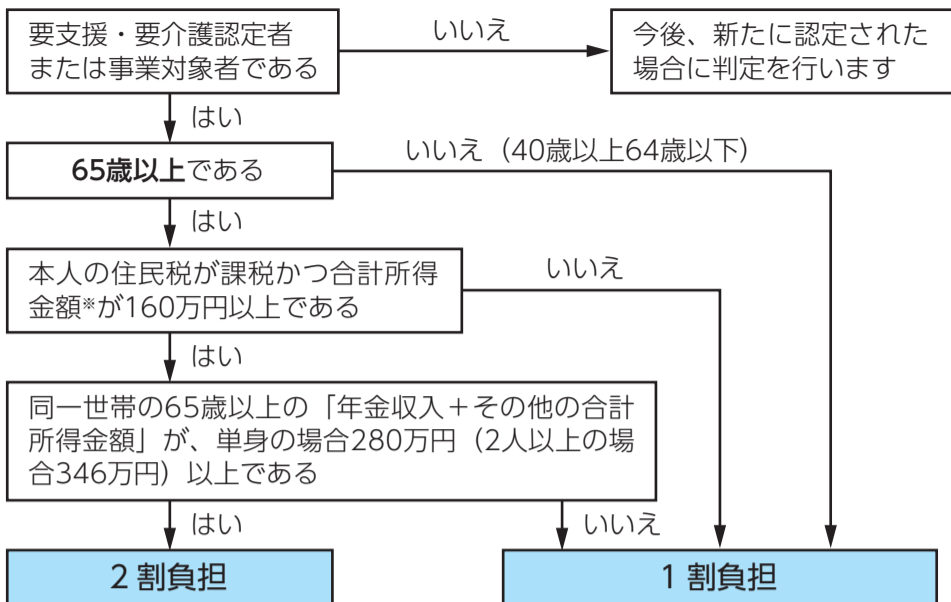 要支援・要介護認定者
または事業対象者である
いいえ
今後、新たに認定された
場合に判定を行います
はい
65歳以上である
いいえ（40歳以上64歳以下）
はい
本人の住民税が課税かつ合計所得
金額※が160万円以上である
いいえ
はい
同一世帯の65歳以上の「年金収入＋その他の合計
所得金額」が、単身の場合280万円（2人以上の場
合346万円）以上である
はい
いいえ
2割負担
1割負担